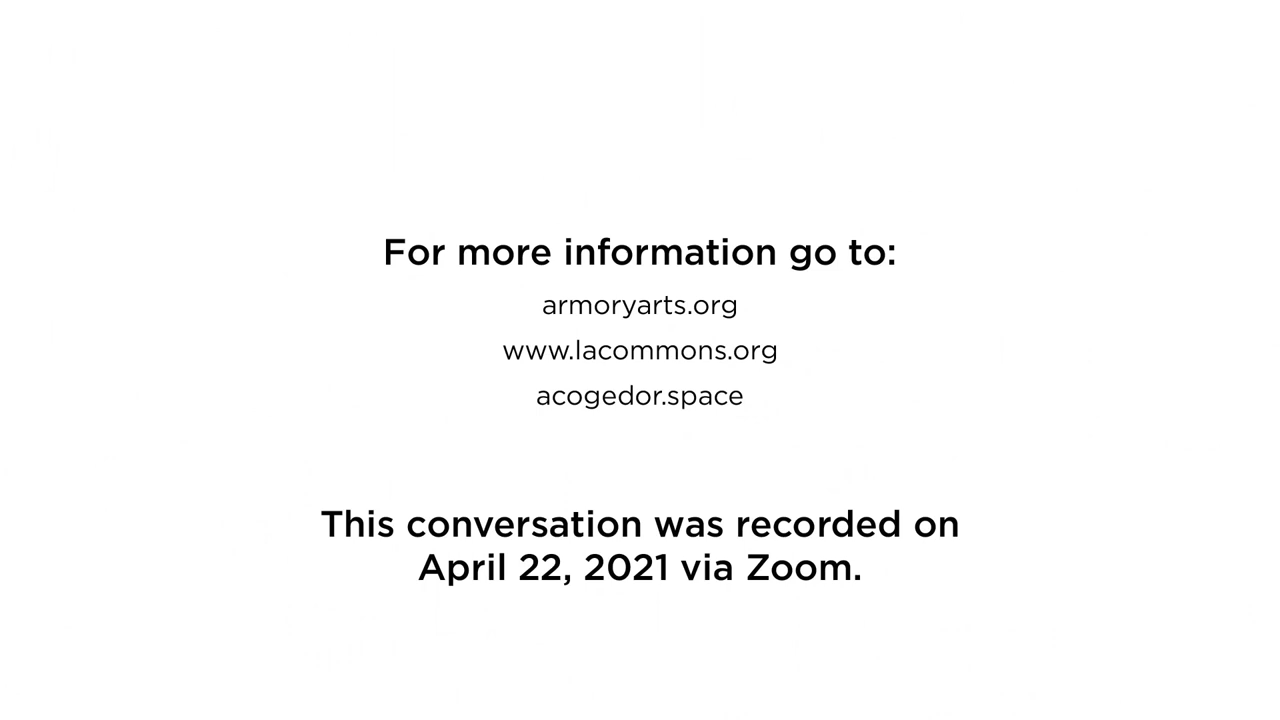 For more information go to:
armoryarts.org
www.lacommons.org
acogedor.space
This conversation was recorded on
April 22, 2021 via Zoom.